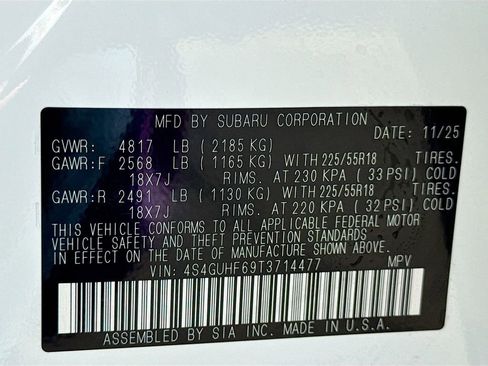 MFD BY SUBARU CORPORATION
DATE: 11/25
GVWR: 4817 LB (2185 KG)
GAWR:F 2568 LB (1165 KG) WITH 225/55R18 TIRES.
18X7J RIMS. AT 230 KPA (33 PSI) COLD
GAWR:R 2491 LB (1130 KG) WITH 225/55R18 TIRES.
18X7J RIMS. AT 220 KPA (32 PSI) COLD
THIS VEHICLE CONFORMS TO ALL APPLICABLE FEDERAL MOTOR
VEHICLE SAFETY AND THEFT PREVENTION STANDARDS
IN EFFECT ON THE DATE OF MANUFACTURE SHOWN ABOVE.
VIN: 4S4GUHF69T3714477 MPV
ASSEMBLED BY SIA INC. MADE IN U.S.A.